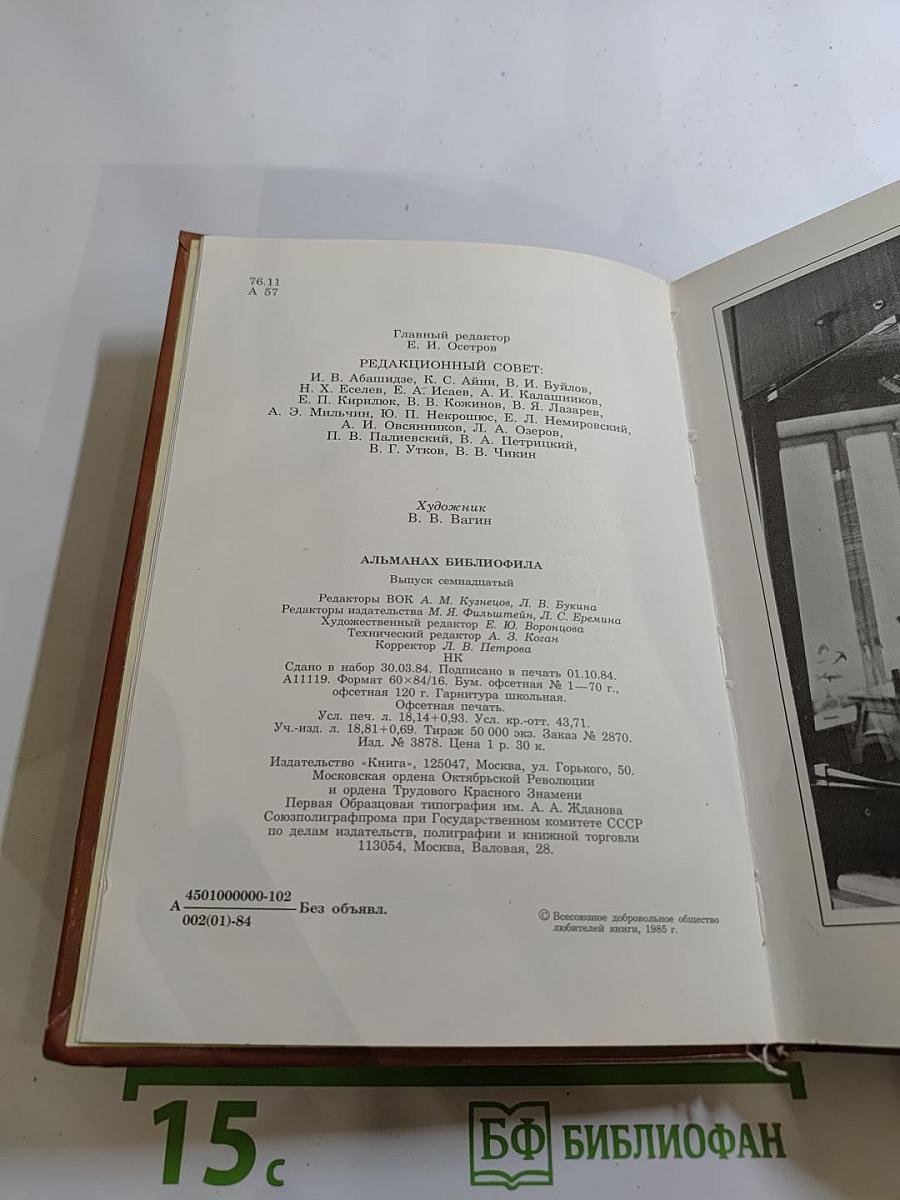 76.11
А 57
Главный редактор
Е. И. Осетров
РЕДАКЦИОННЫЙ СОВЕТ:
И. В. Абашидзе, К. С. Айни, В. И. Буйлов,
Н. Х. Еселев, Е. А. Исаев, А. И. Калашников,
Е. П. Кирилюк, В. В. Кожинов, В. Я. Лазарев,
А. Э. Мильчин, Ю. П. Некрошюс, Е. Л. Немировский,
А. И. Овсянников, Л. А. Озеров,
П. В. Палиевский, В. А. Петрицкий,
В. Г. Утков, В. В. Чикин
Художник
В. В. Вагин
АЛЬМАНАХ БИБЛИОФИЛА
Выпуск семнадцатый
Редакторы ВОК А. М. Кузнецов, Л. В. Букина
Редакторы издательства М. Я. Фильштейн, Л. С. Еремина
Художественный редактор Е. Ю. Воронцова
Технический редактор А. З. Коган
Корректор Л. В. Петрова
НК
Сдано в набор 30.03.84. Подписано в печать 01.10.84.
А11119. Формат 60×84/16. Бум. офсетная № 1—70 г.,
офсетная 120 г. Гарнитура школьная.
Офсетная печать.
Усл. печ. л. 18,14+0,93. Усл. кр.-отт. 43,71.
Уч.-изд. л. 18,81+0,69. Тираж 50 000 экз. Заказ № 2870.
Изд. № 3878. Цена 1 р. 30 к.
Издательство «Книга», 125047, Москва, ул. Горького, 50.
Московская ордена Октябрьской Революции
и ордена Трудового Красного Знамени
Первая Образцовая типография им. А. А. Жданова
Союзполиграфпрома при Государственном комитете СССР
по делам издательств, полиграфии и книжной торговли
113054, Москва, Валовая, 28.
А 4501000000-102
002(01)-84
Без объявл.
© Всесоюзное добровольное общество
любителей книги, 1985 г.
15 с
БФ БИБЛИОФАН